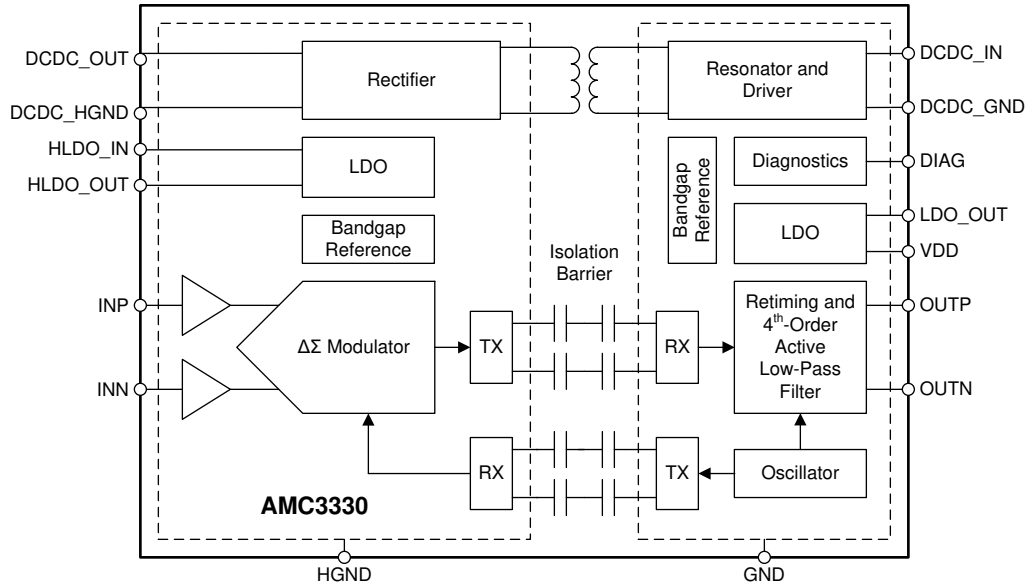 DCDC_OUT
DCDC_HGND
HLDO_IN
HLDO_OUT
INP
INN
Rectifier
LDO
Bandgap
Reference
ΔΣ Modulator
TX
RX
AMC3330
HGND
Isolation
Barrier
Resonator and
Driver
Bandgap
Reference
Diagnostics
LDO
RX
Retiming and
4th-Order
Active
Low-Pass
Filter
TX
Oscillator
GND
DCDC_IN
DCDC_GND
DIAG
LDO_OUT
VDD
OUTP
OUTN